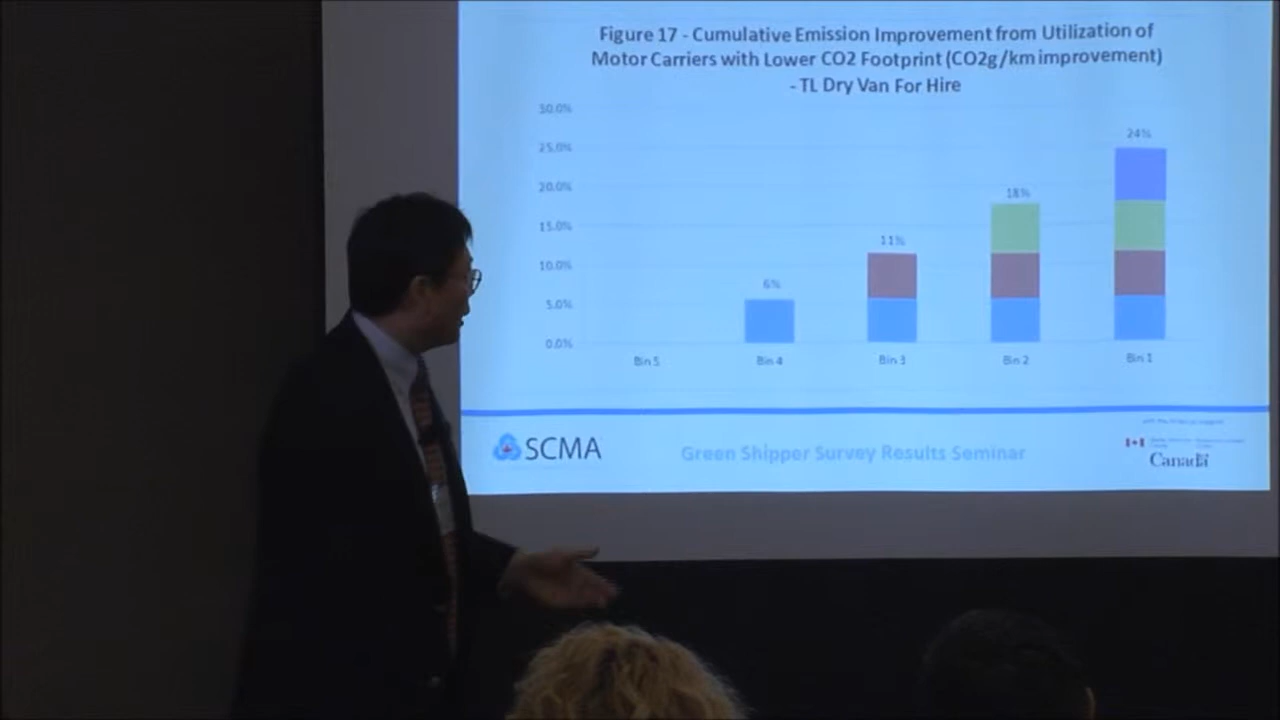 Figure 17 - Cumulative Emission Improvement from Utilization of
Motor Carriers with Lower CO2 Footprint (CO2g/km improvement)
- TL Dry Van For Hire
30.0%
25.0%
20.0%
15.0%
10.0%
5.0%
0.0%
6%
11%
18%
24%
Bin 5
Bin 4
Bin 3
Bin 2
Bin 1
SCMA
Green Shipper Survey Results Seminar
Canada